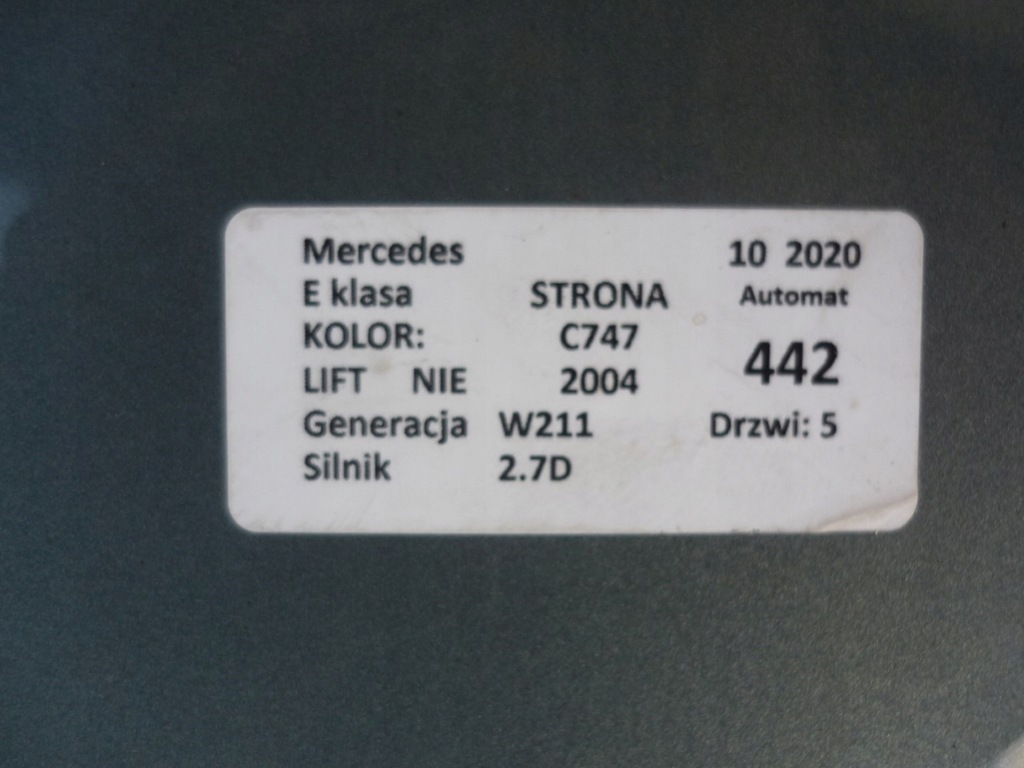 Mercedes 10 2020
E klasa STRONA Automat
KOLOR: C747
442
LIFT NIE 2004
Generacja W211 Drzwi: 5
Silnik 2.7D